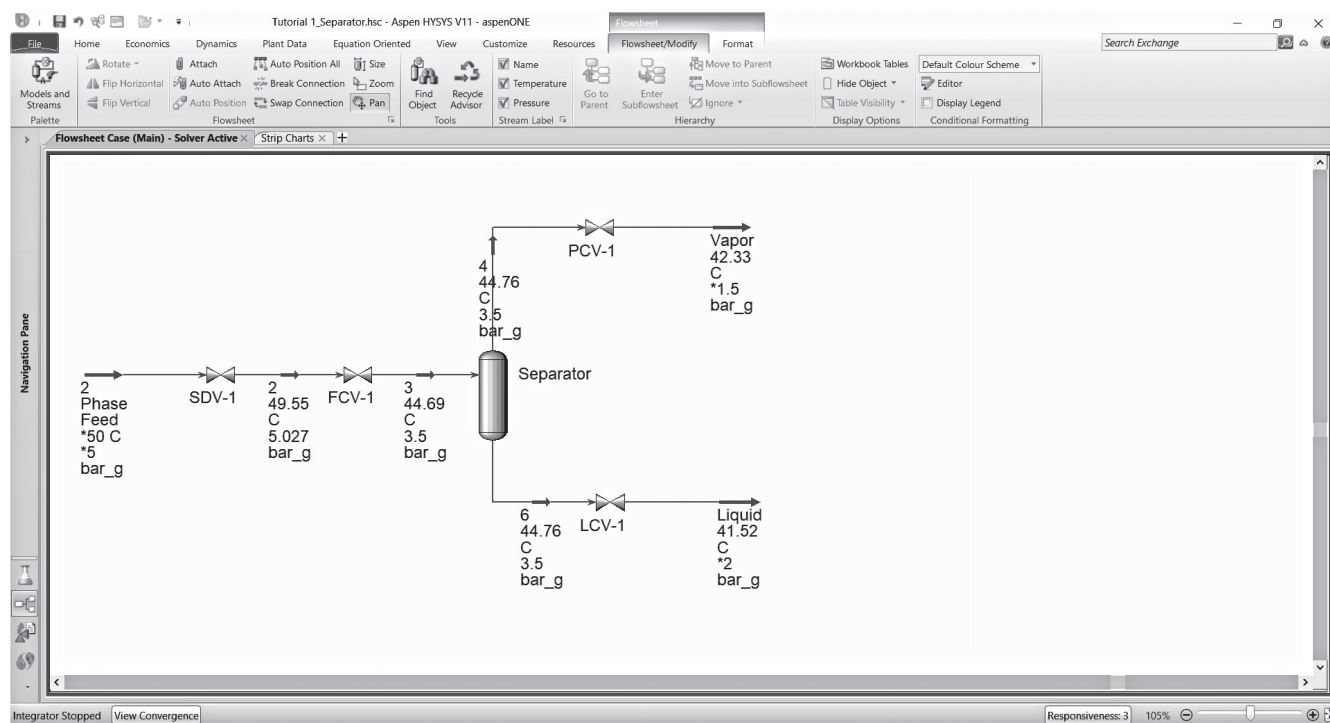 Tutorial 1_Separator.hsc - Aspen HYSYS V11 - aspenONE
Flowsheet
File Home Economics Dynamics Plant Data Equation Oriented View Customize Resources Flowsheet/Modify Format
Search Exchange
Models and Streams
Palette
Rotate
Flip Horizontal
Flip Vertical
Attach
Auto Attach
Auto Position
Auto Position All
Break Connection
Swap Connection
Size
Zoom
Pan
Flowsheet
Find Object
Recycle Advisor
Tools
Name
Temperature
Pressure
Stream Label
Go to Parent
Enter Subflowsheet
Move to Parent
Move into Subflowsheet
Ignore
Hierarchy
Workbook Tables
Hide Object
Table Visibility
Display Options
Default Colour Scheme
Editor
Display Legend
Conditional Formatting
Flowsheet Case (Main) - Solver Active
Strip Charts
Navigation Pane
PCV-1
Vapor
42.33
C
*1.5
bar_g
4
44.76
C
3.5
bar_g
Separator
2
Phase
Feed
*50 C
*5
bar_g
SDV-1
2
49.55
C
5.027
bar_g
FCV-1
3
44.69
C
3.5
bar_g
6
44.76
C
3.5
bar_g
LCV-1
Liquid
41.52
C
*2
bar_g
Integrator Stopped
View Convergence
Responsiveness: 3
105%